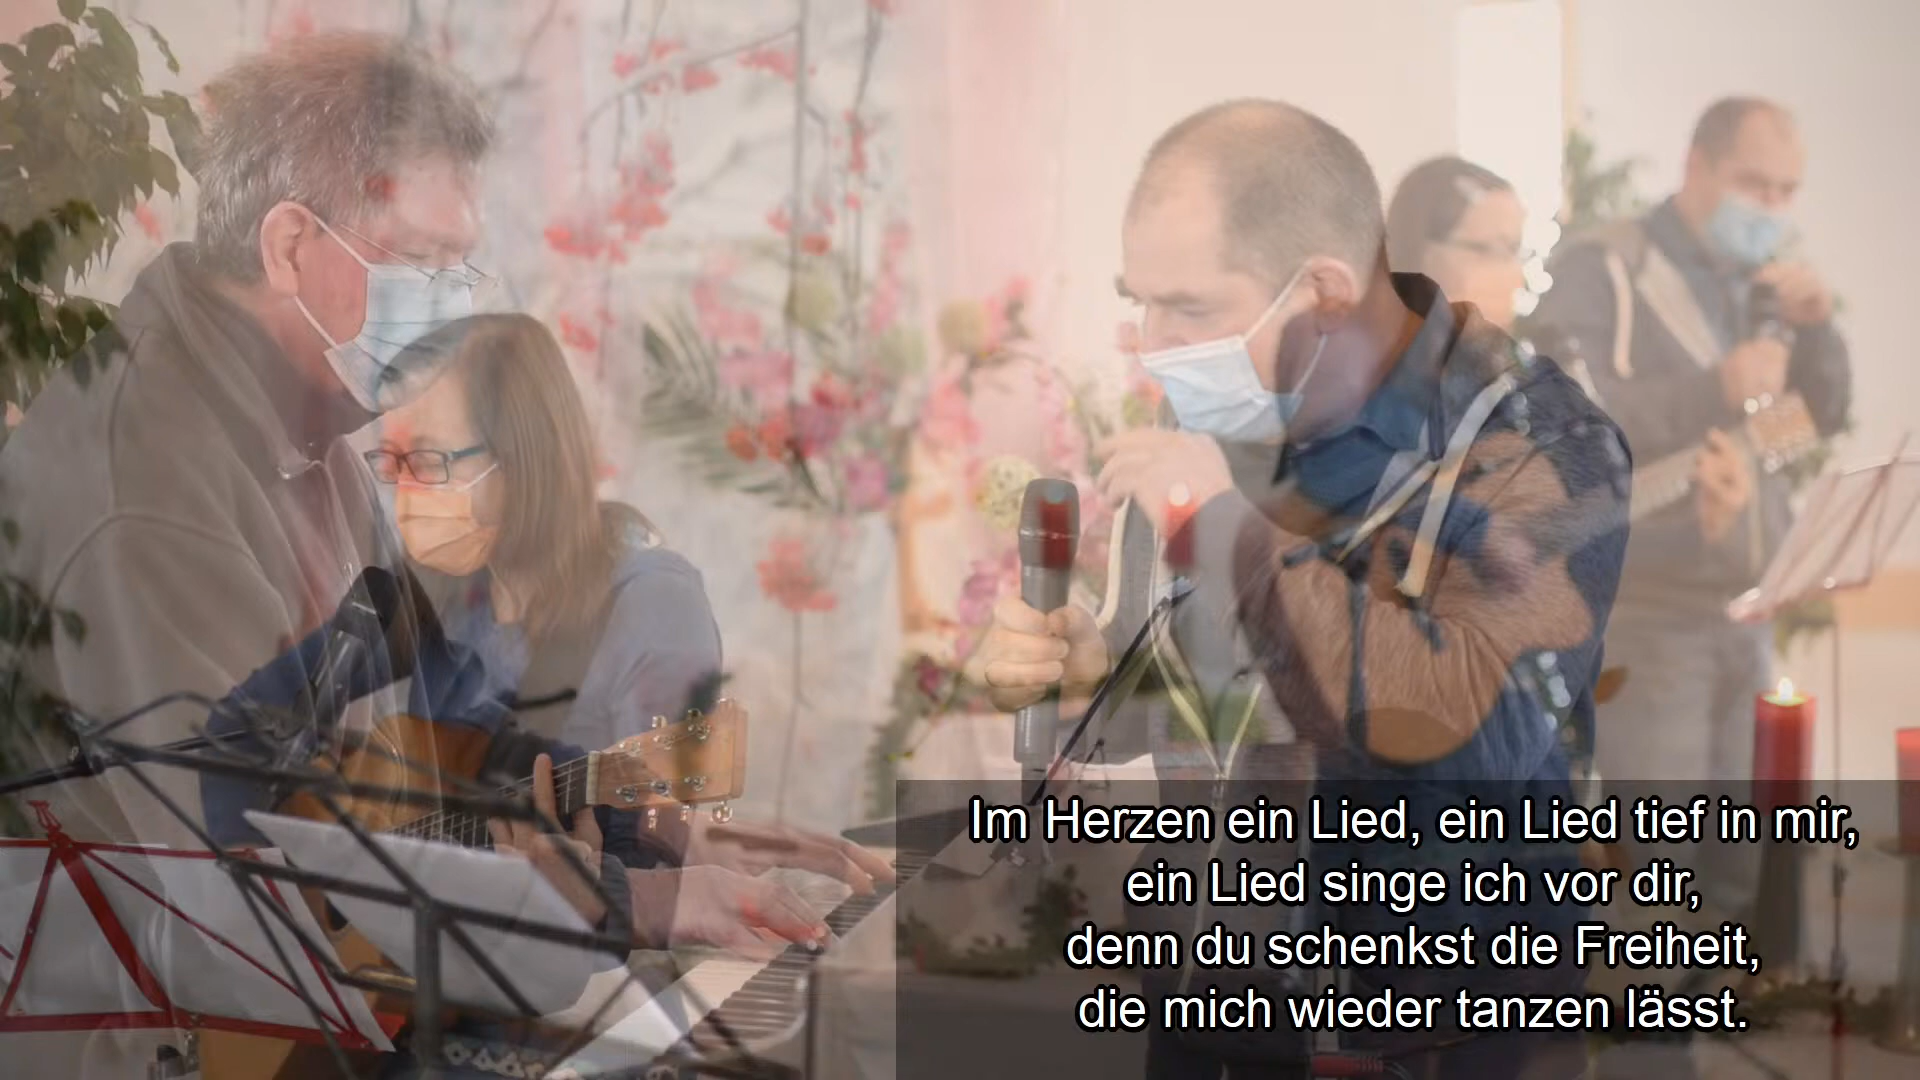 Im Herzen ein Lied, ein Lied tief in mir,
ein Lied singe ich vor dir,
denn du schenkst die Freiheit,
die mich wieder tanzen lässt.